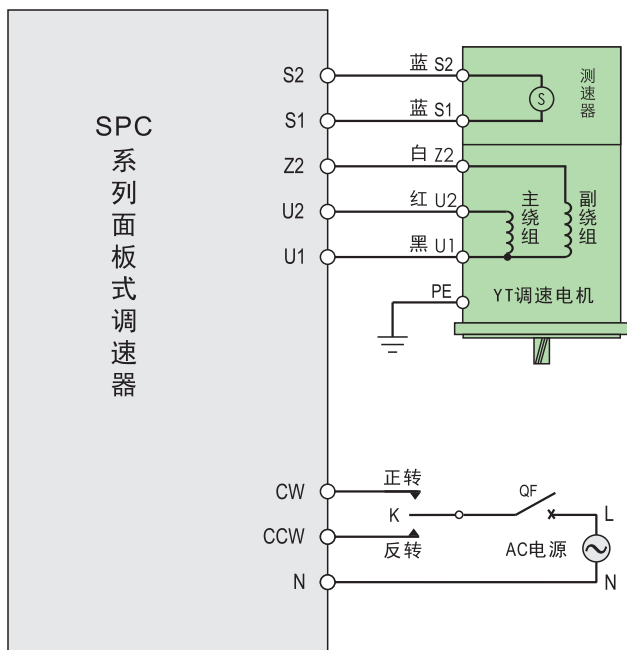 SPC
系列面板式调速器
S2
S1
Z2
U2
U1
蓝 S2
蓝 S1
白 Z2
红 U2
黑 U1
PE
测速器
S
主绕组
副绕组
YT调速电机
CW
CCW
N
正转
K
反转
QF
L
AC电源
N